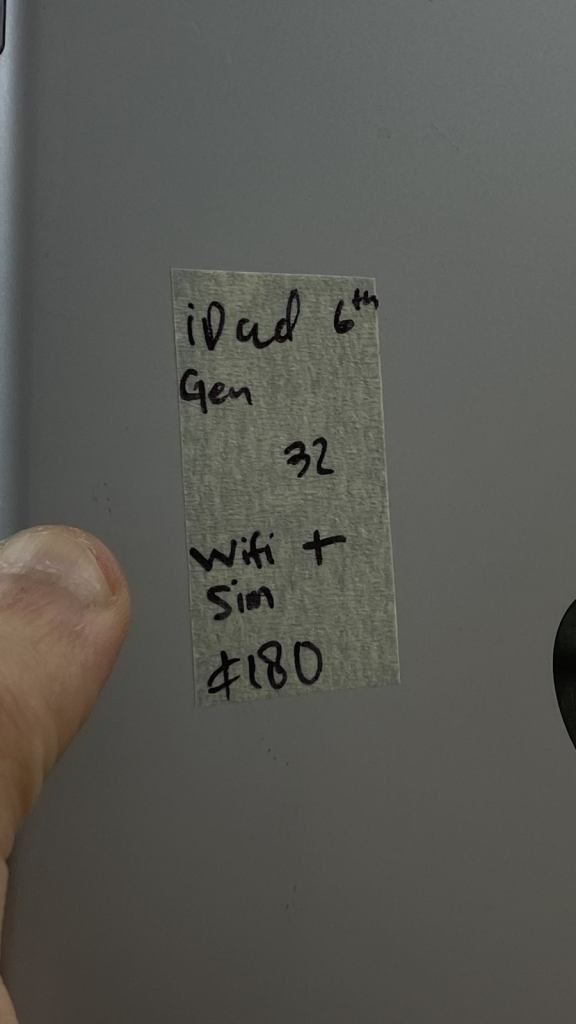 iPad 6th
Gen
32
Wifi +
Sim
$180